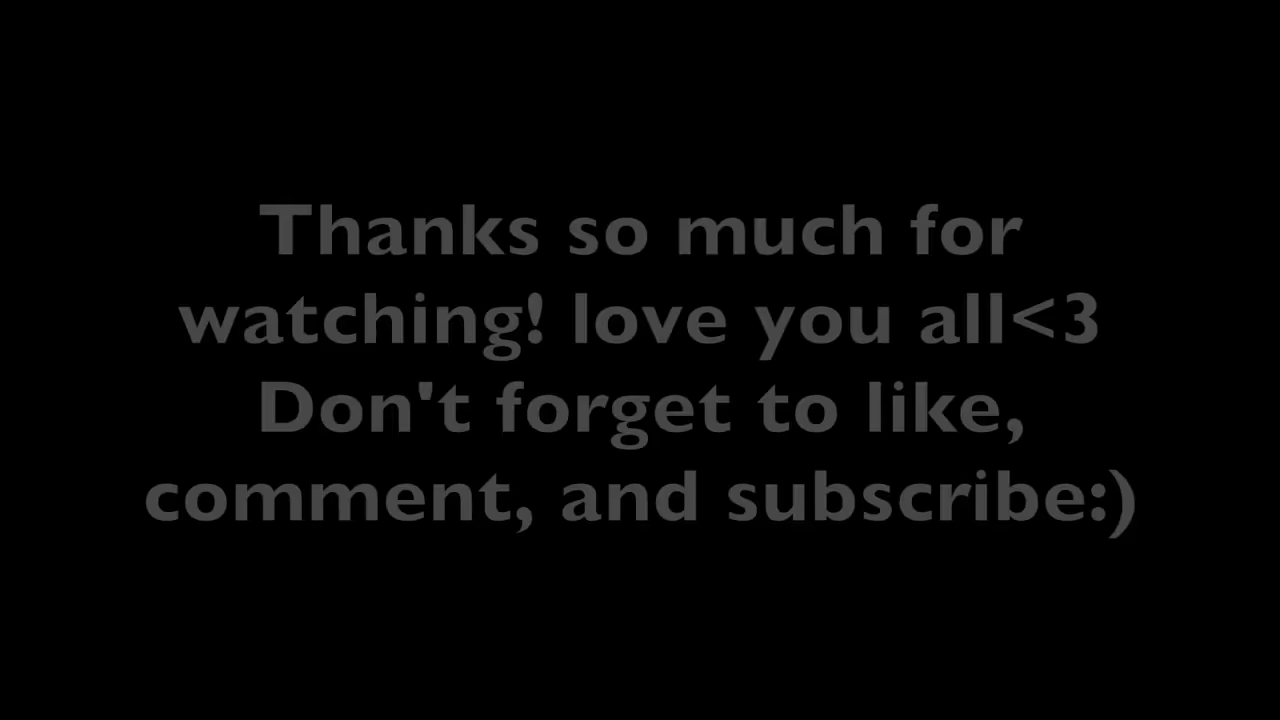 Thanks so much for
watching! love you all<3
Don't forget to like,
comment, and subscribe:)